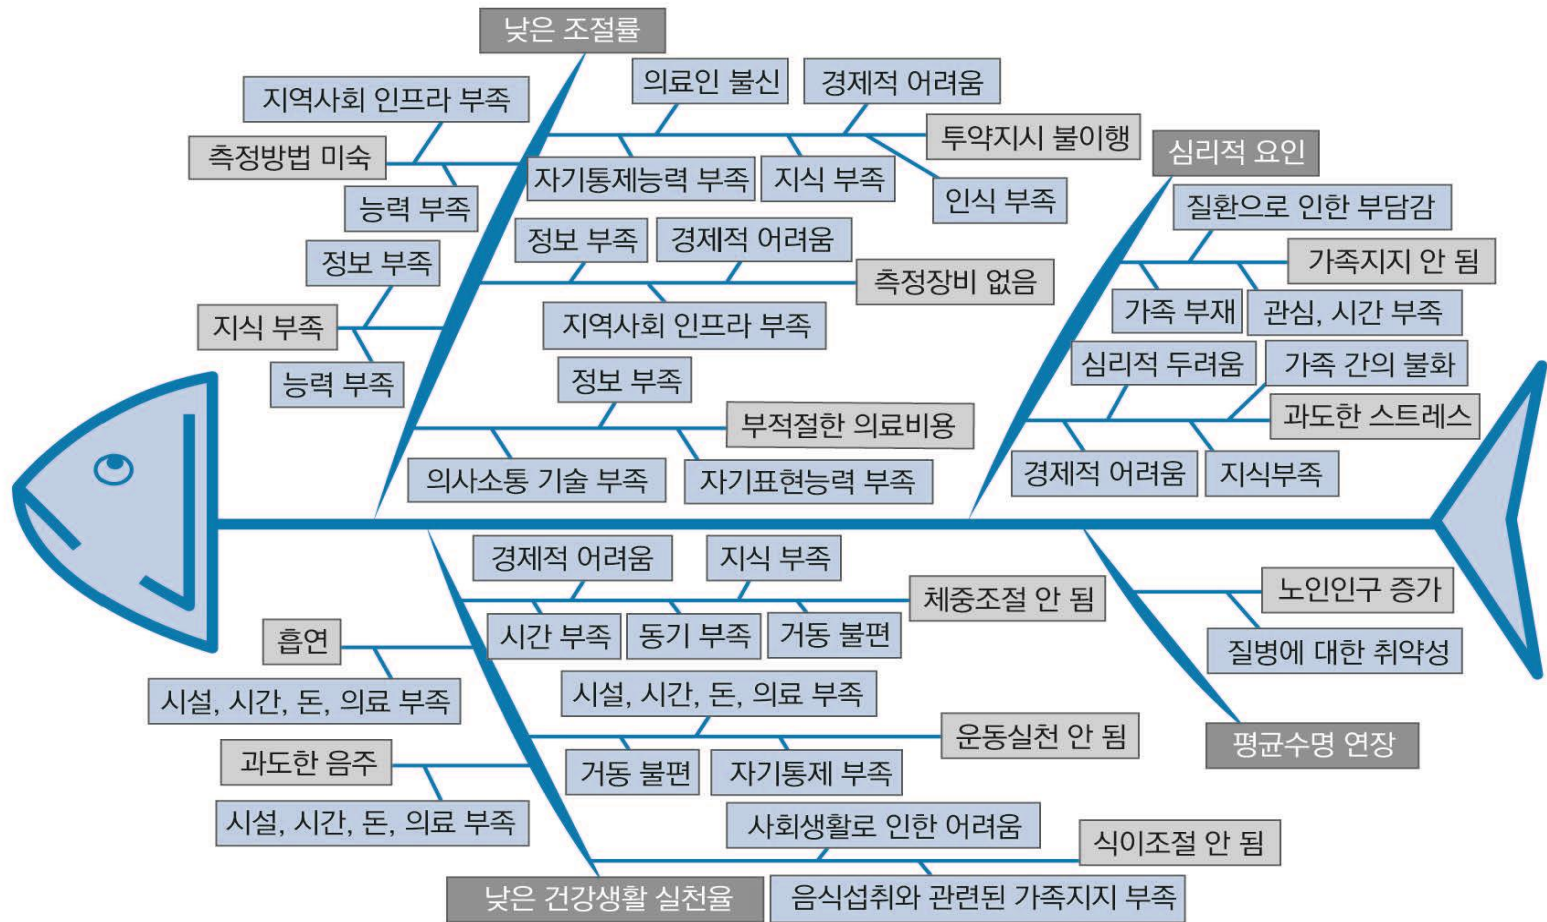 낮은 조절률
지역사회 인프라 부족
측정방법 미숙
능력 부족
정보 부족
지식 부족
능력 부족
의료인 불신
경제적 어려움
투약지시 불이행
자기통제능력 부족
지식 부족
인식 부족
정보 부족
경제적 어려움
측정장비 없음
지역사회 인프라 부족
정보 부족
부적절한 의료비용
의사소통 기술 부족
자기표현능력 부족
심리적 요인
질환으로 인한 부담감
가족지지 안 됨
가족 부재
관심, 시간 부족
심리적 두려움
가족 간의 불화
과도한 스트레스
경제적 어려움
지식부족
경제적 어려움
지식 부족
체중조절 안 됨
시간 부족
동기 부족
거동 불편
흡연
시설, 시간, 돈, 의료 부족
시설, 시간, 돈, 의료 부족
운동실천 안 됨
거동 불편
자기통제 부족
과도한 음주
시설, 시간, 돈, 의료 부족
사회생활로 인한 어려움
식이조절 안 됨
음식섭취와 관련된 가족지지 부족
낮은 건강생활 실천율
노인인구 증가
질병에 대한 취약성
평균수명 연장